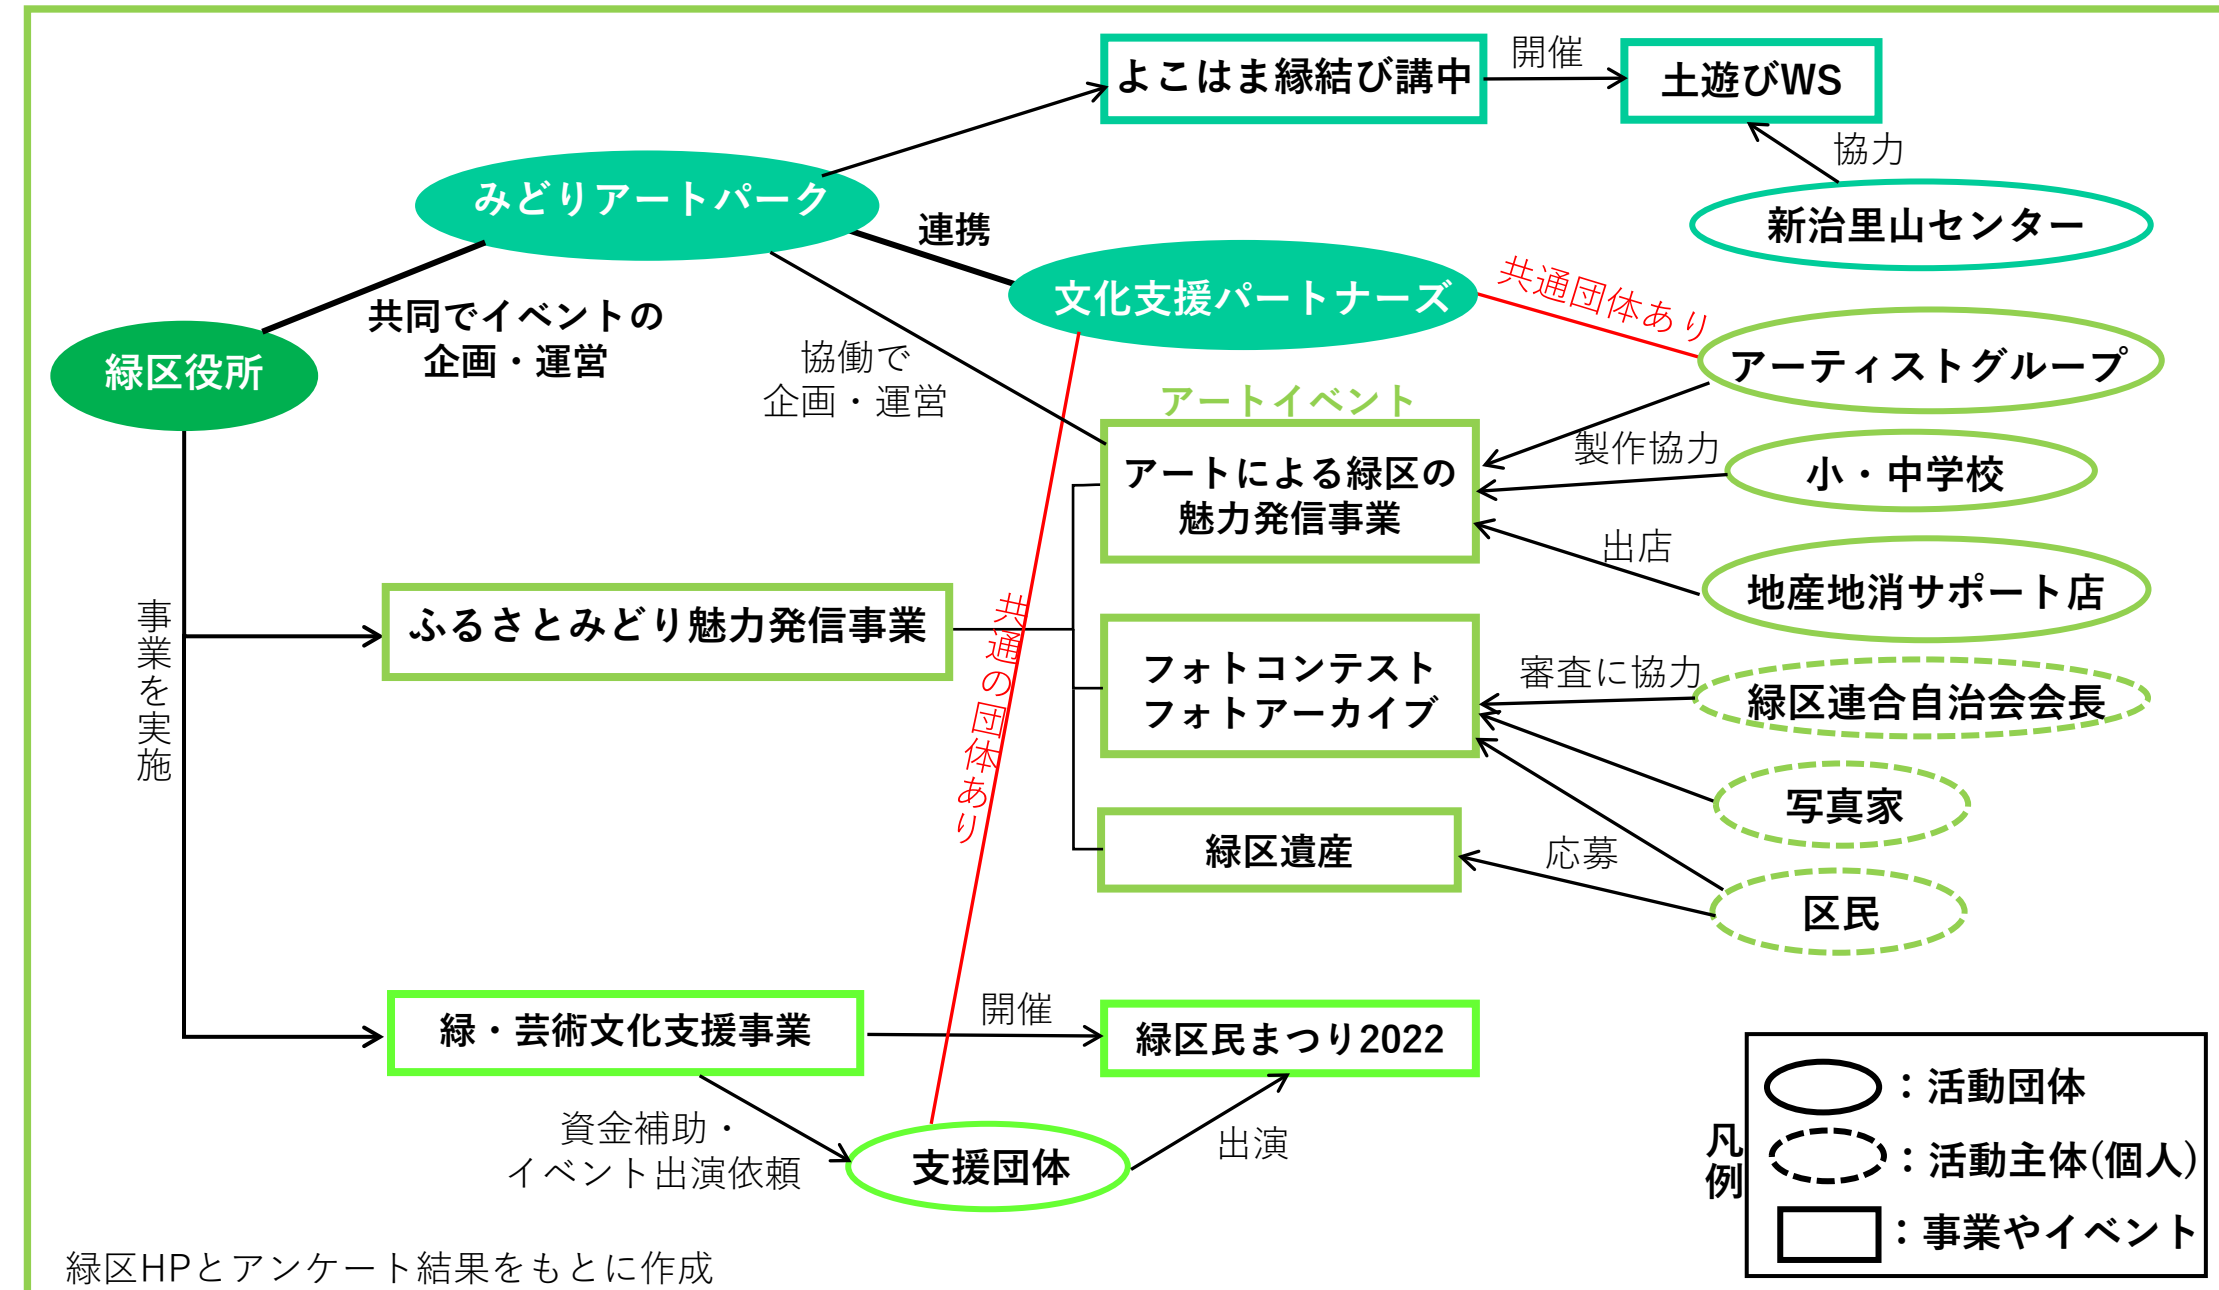 よこはま縁結び講中
開催
土遊びWS
協力
新治里山センター
みどりアートパーク
連携
文化支援パートナーズ
共通団体あり
アーティストグループ
緑区役所
共同でイベントの
企画・運営
協働で
企画・運営
アートイベント
アートによる緑区の
魅力発信事業
製作協力
小・中学校
出店
地産地消サポート店
事業を実施
ふるさとみどり魅力発信事業
共通の団体あり
フォトコンテスト
フォトアーカイブ
審査に協力
緑区連合自治会会長
写真家
緑区遺産
応募
区民
緑・芸術文化支援事業
開催
緑区民まつり2022
資金補助・
イベント出演依頼
支援団体
出演
凡例
：活動団体
：活動主体(個人)
：事業やイベント
緑区HPとアンケート結果をもとに作成